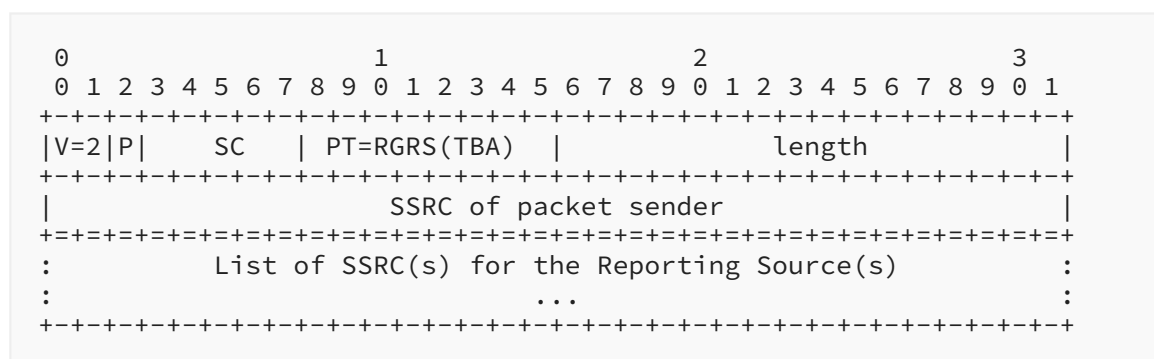 0                   1                   2                   3
 0 1 2 3 4 5 6 7 8 9 0 1 2 3 4 5 6 7 8 9 0 1 2 3 4 5 6 7 8 9 0 1
+-+-+-+-+-+-+-+-+-+-+-+-+-+-+-+-+-+-+-+-+-+-+-+-+-+-+-+-+-+-+-+-+
|V=2|P|    SC   | PT=RGRS(TBA)  |             length            |
+-+-+-+-+-+-+-+-+-+-+-+-+-+-+-+-+-+-+-+-+-+-+-+-+-+-+-+-+-+-+-+-+
|                     SSRC of packet sender                     |
+=+=+=+=+=+=+=+=+=+=+=+=+=+=+=+=+=+=+=+=+=+=+=+=+=+=+=+=+=+=+=+=+
:          List of SSRC(s) for the Reporting Source(s)          :
:                              ...                              :
+-+-+-+-+-+-+-+-+-+-+-+-+-+-+-+-+-+-+-+-+-+-+-+-+-+-+-+-+-+-+-+-+